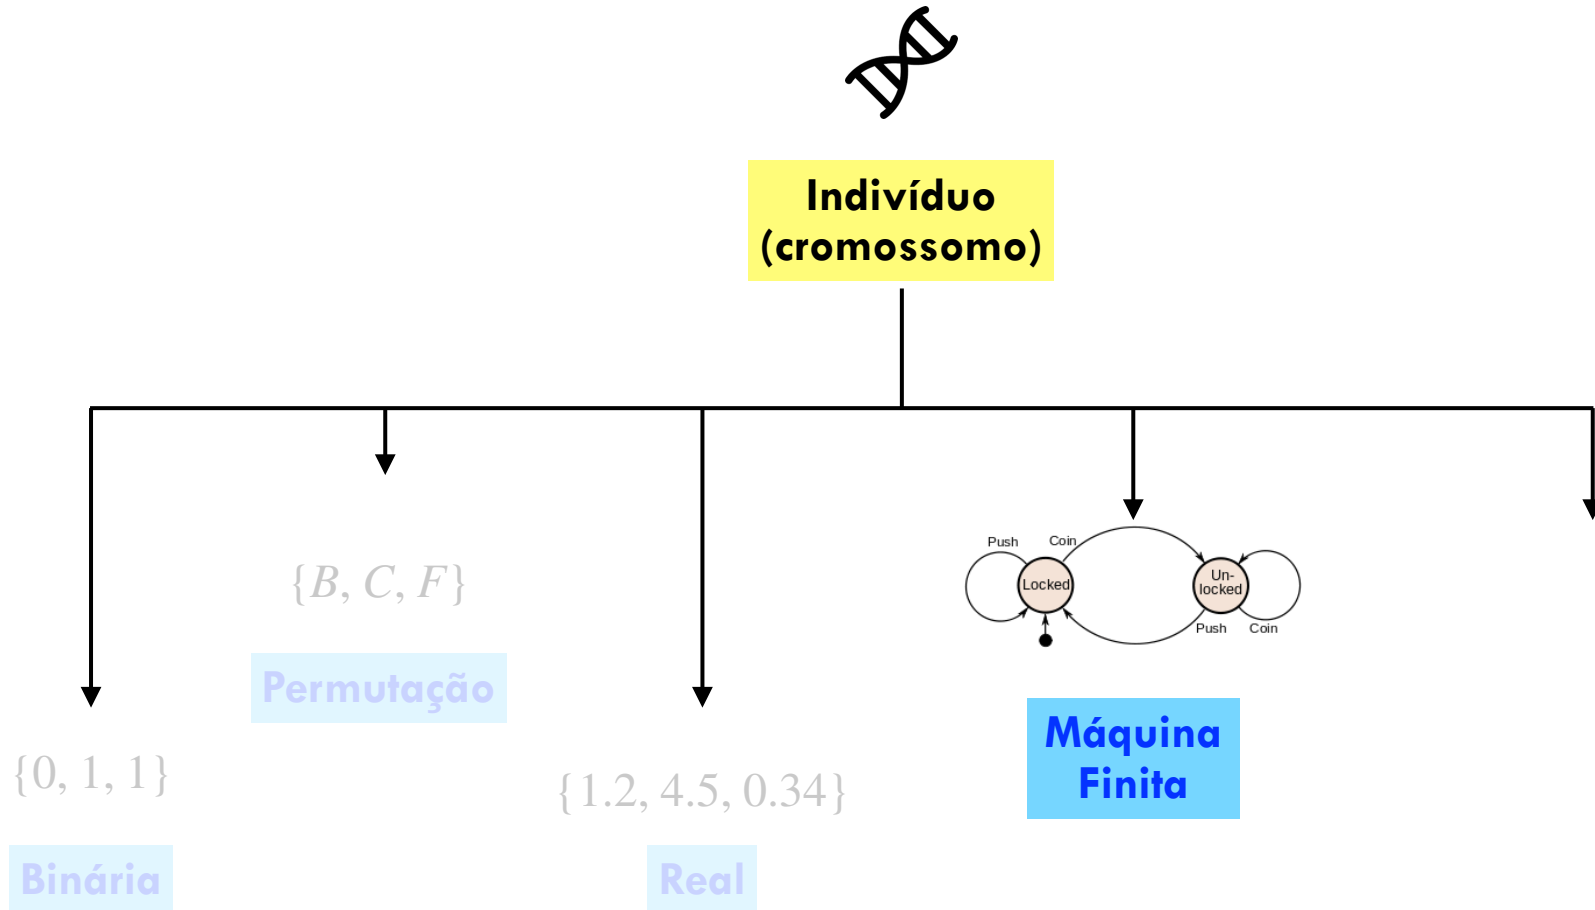 Indivíduo
(cromossomo)
{B, C, F}
Permutação
{0, 1, 1}
Binária
{1.2, 4.5, 0.34}
Real
Push
Coin
Locked
Un-
locked
Push
Coin
Máquina
Finita